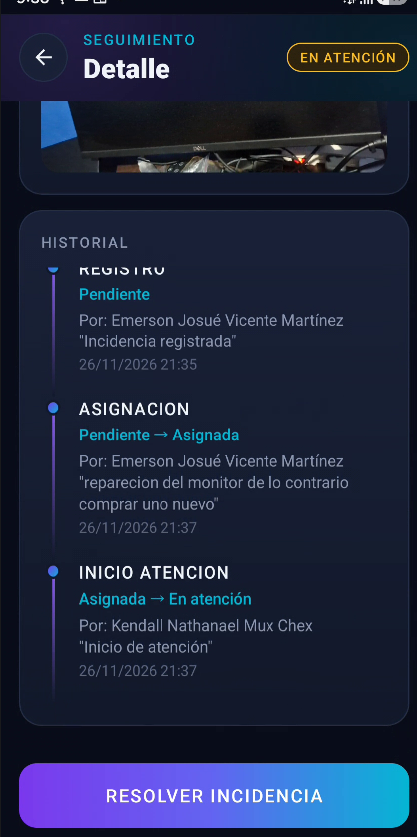 SEGUIMIENTO
Detalle
EN ATENCIÓN
DELL
HISTORIAL
REGISTRO
Pendiente
Por: Emerson Josué Vicente Martínez
"Incidencia registrada"
26/11/2026 21:35
ASIGNACION
Pendiente → Asignada
Por: Emerson Josué Vicente Martínez
"reparecion del monitor de lo contrario
comprar uno nuevo"
26/11/2026 21:37
INICIO ATENCION
Asignada → En atención
Por: Kendall Nathanael Mux Chex
"Inicio de atención"
26/11/2026 21:37
RESOLVER INCIDENCIA